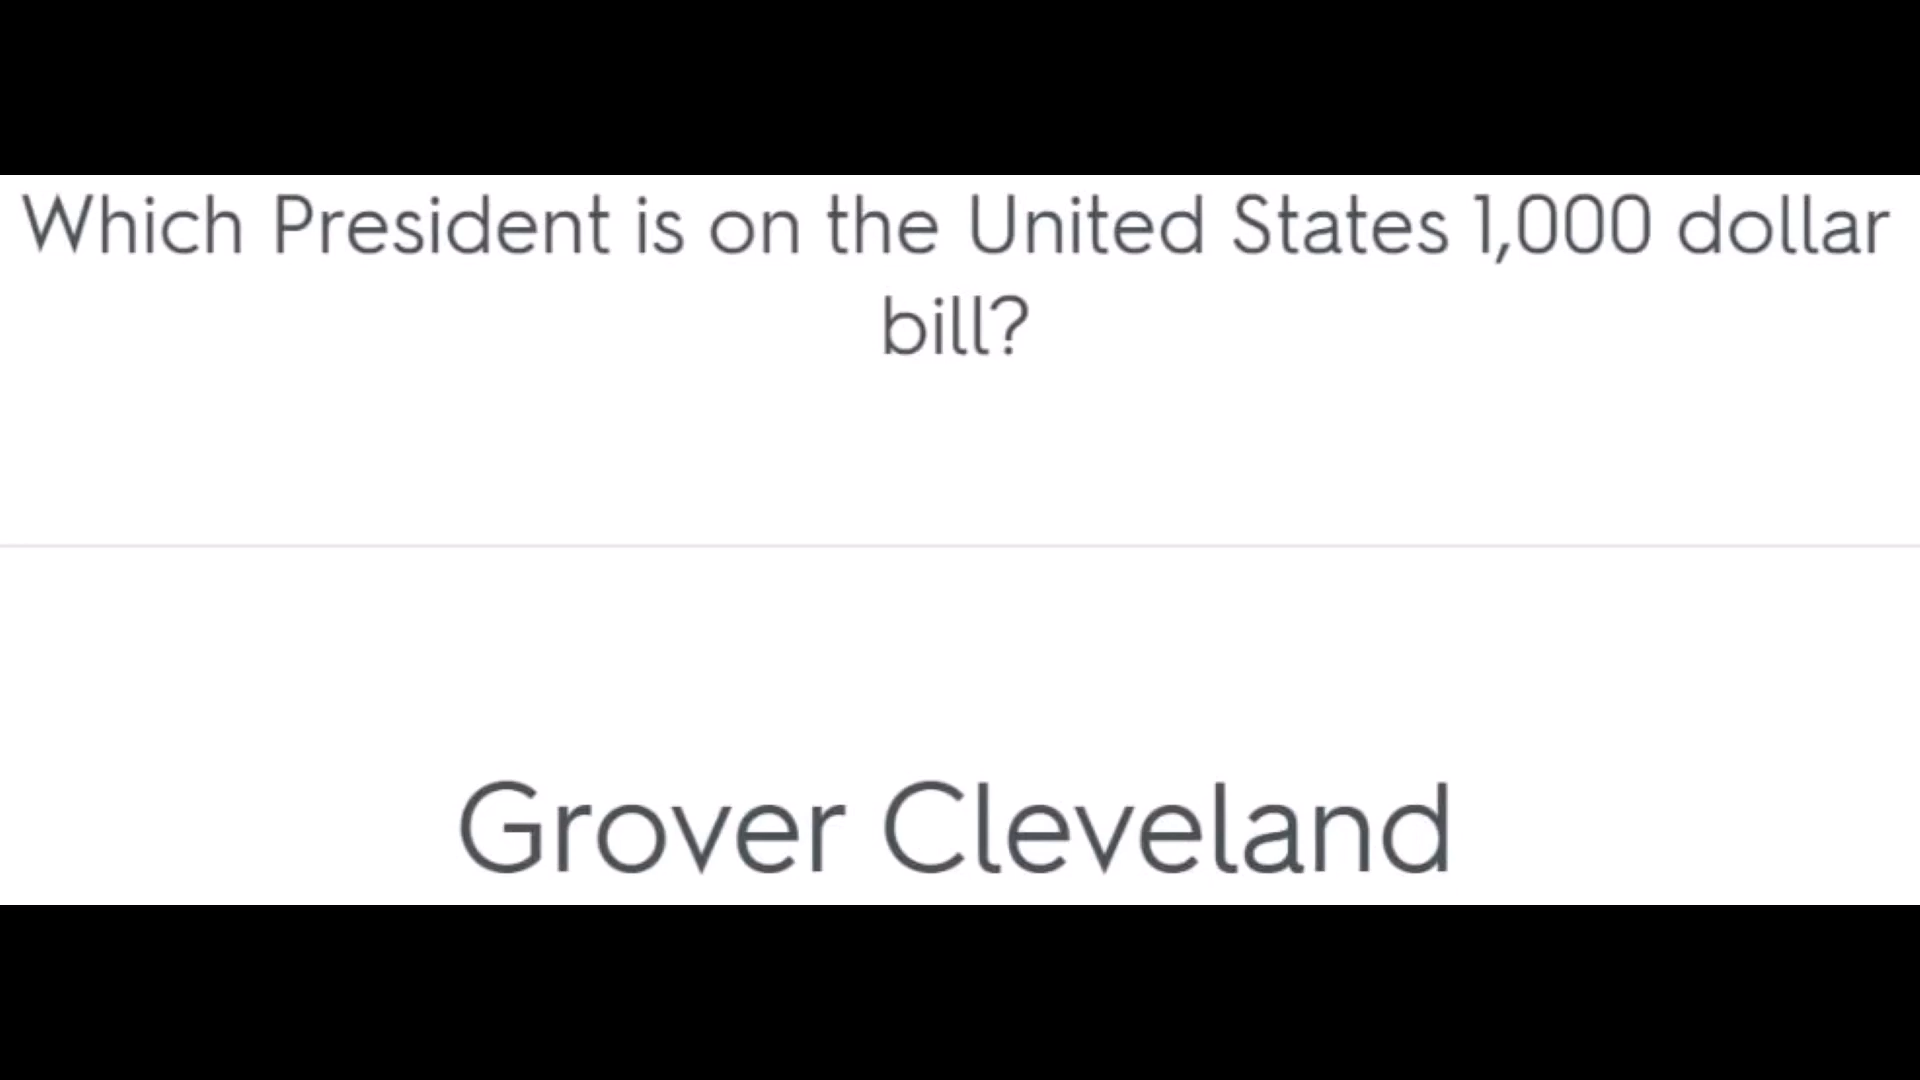 Which President is on the United States 1,000 dollar
bill?
Grover Cleveland